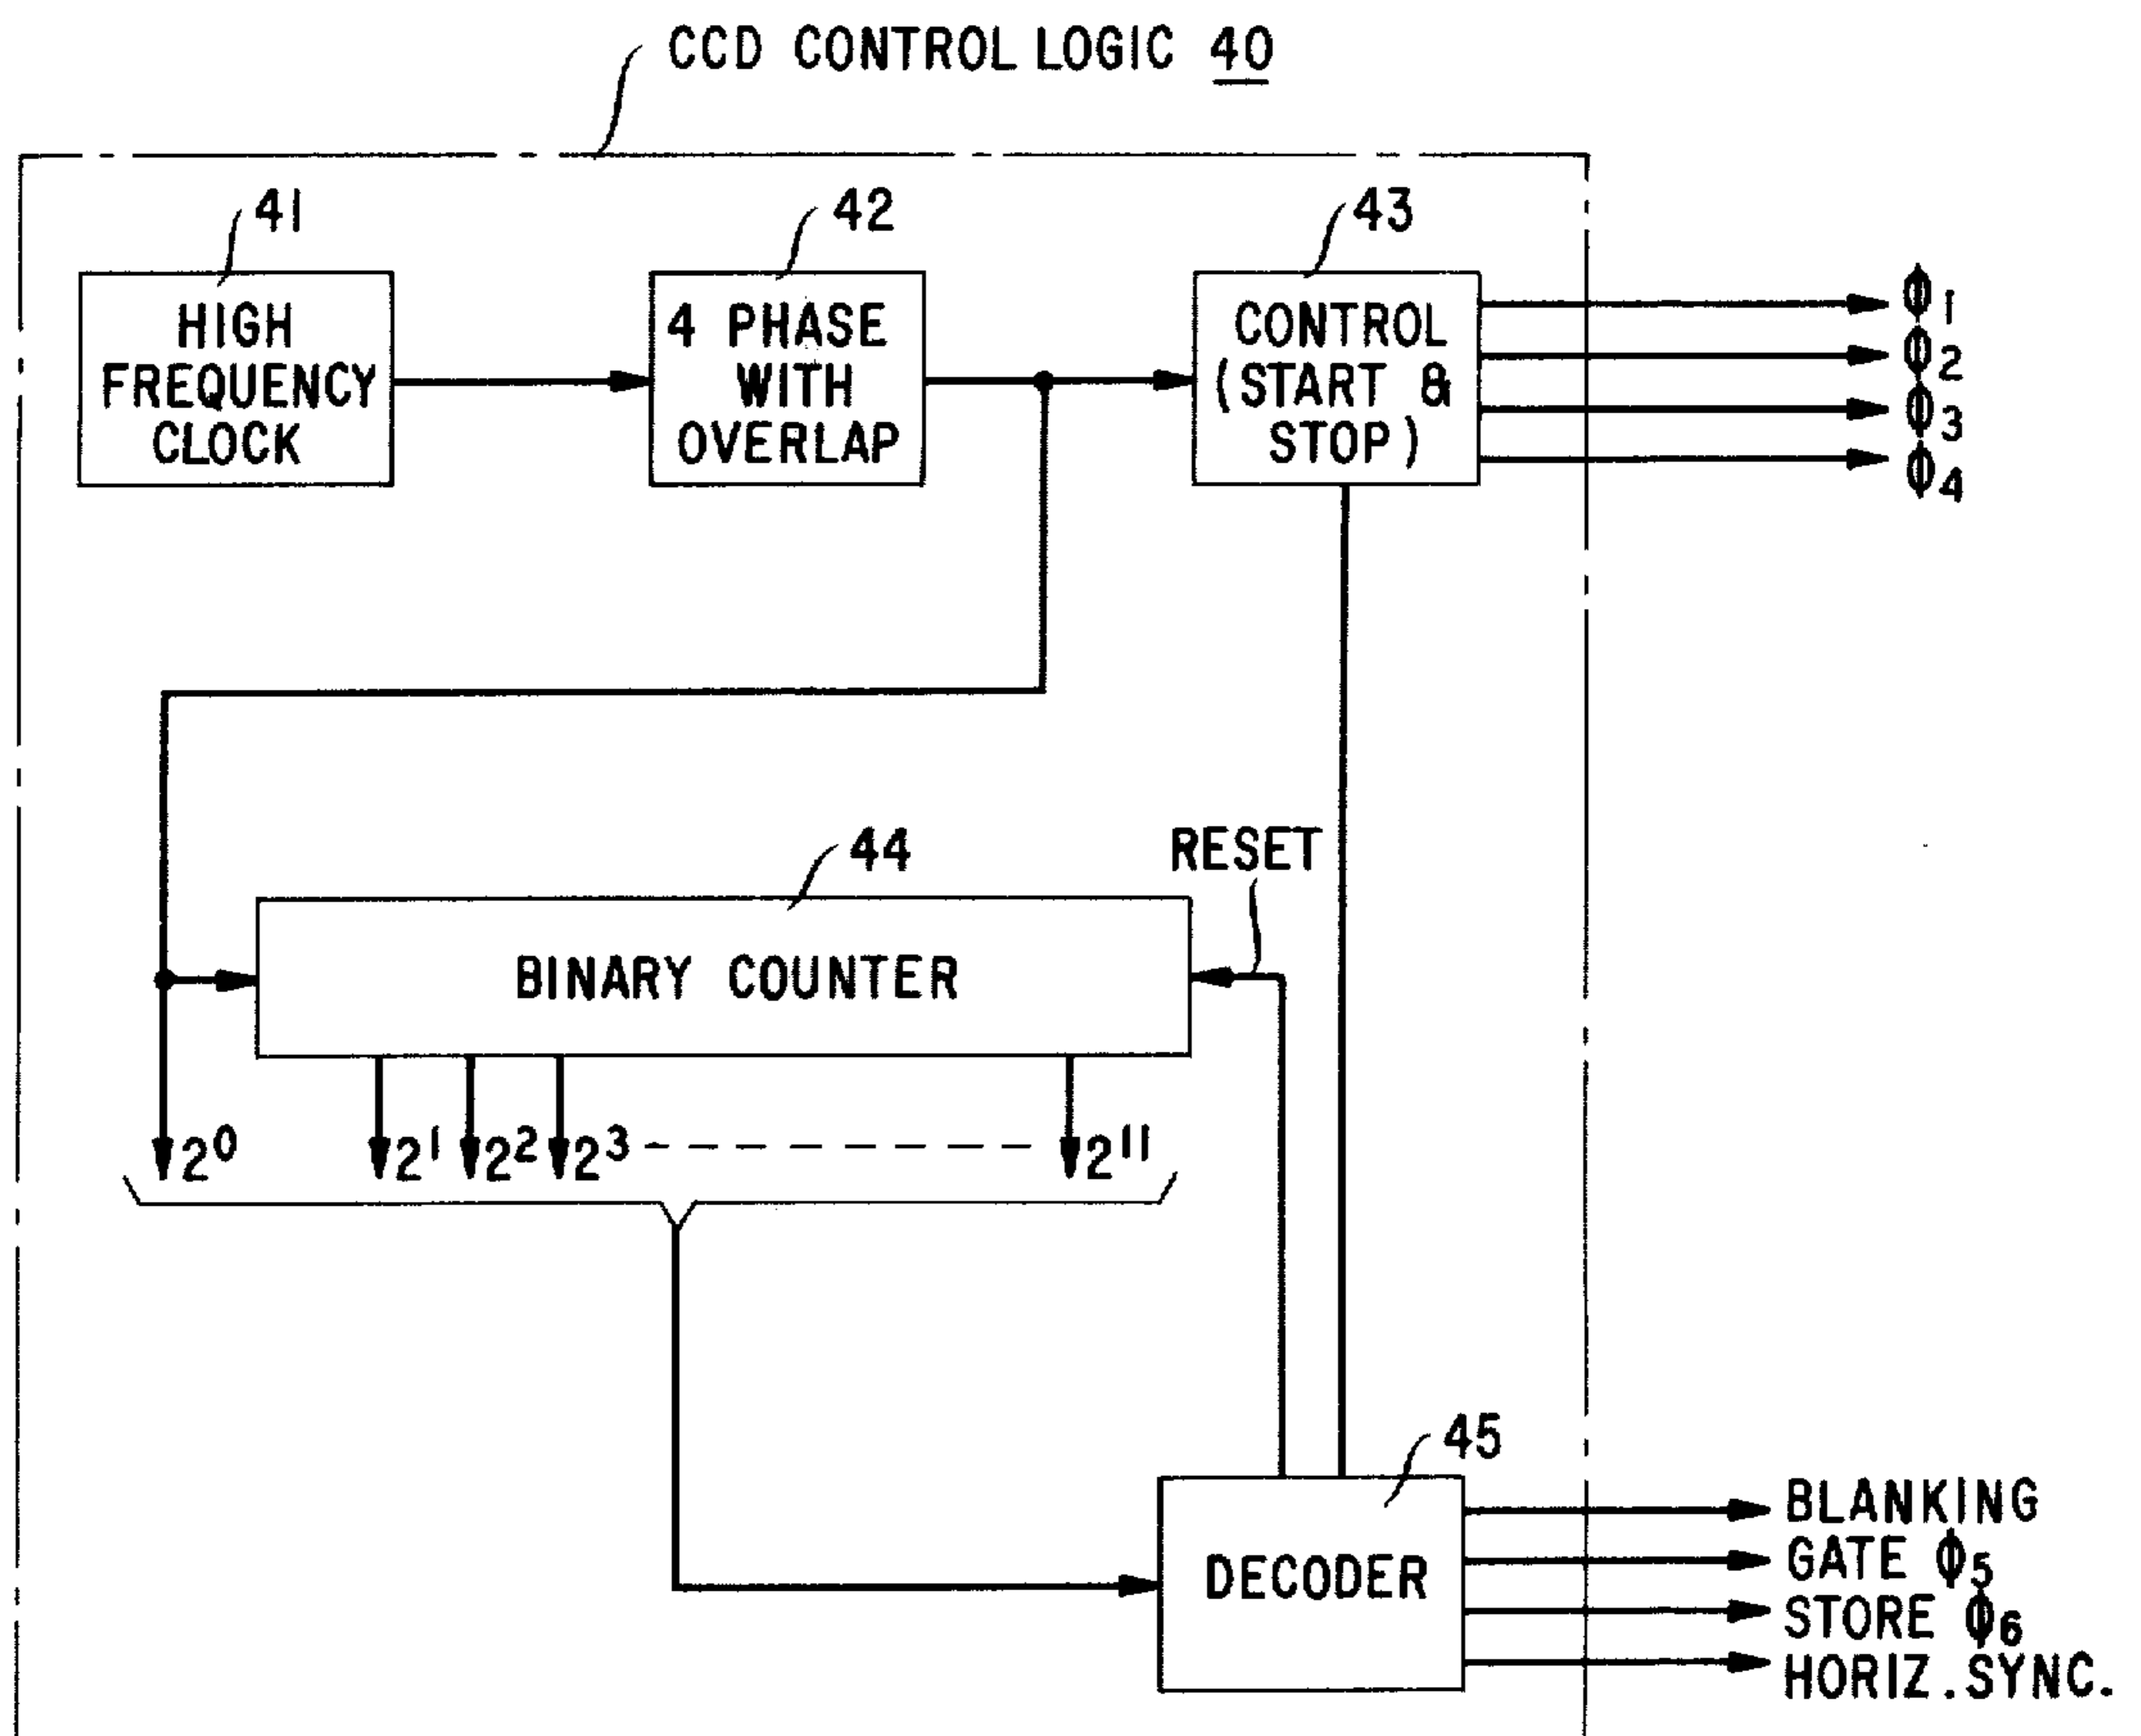 CCD CONTROL LOGIC 40
41
42
43
HIGH
FREQUENCY
CLOCK
4 PHASE
WITH
OVERLAP
CONTROL
(START &
STOP)
ϕ1
ϕ2
ϕ3
ϕ4
44
RESET
BINARY COUNTER
2⁰ 2¹ 2² 2³ - - - - - - - - - 2¹¹
45
DECODER
BLANKING
GATE ϕ5
STORE ϕ6
HORIZ.SYNC.